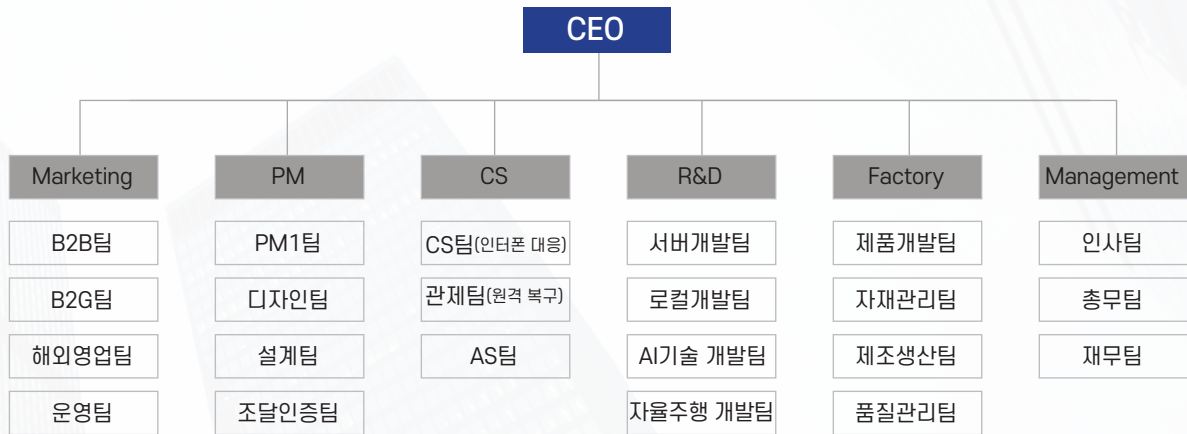 CEO
Marketing
PM
CS
R&D
Factory
Management
B2B팀
PM1팀
CS팀(인터폰 대응)
서버개발팀
제품개발팀
인사팀
B2G팀
디자인팀
관제팀(원격 복구)
로컬개발팀
자재관리팀
총무팀
해외영업팀
설계팀
AS팀
AI기술 개발팀
제조생산팀
재무팀
운영팀
조달인증팀
자율주행 개발팀
품질관리팀